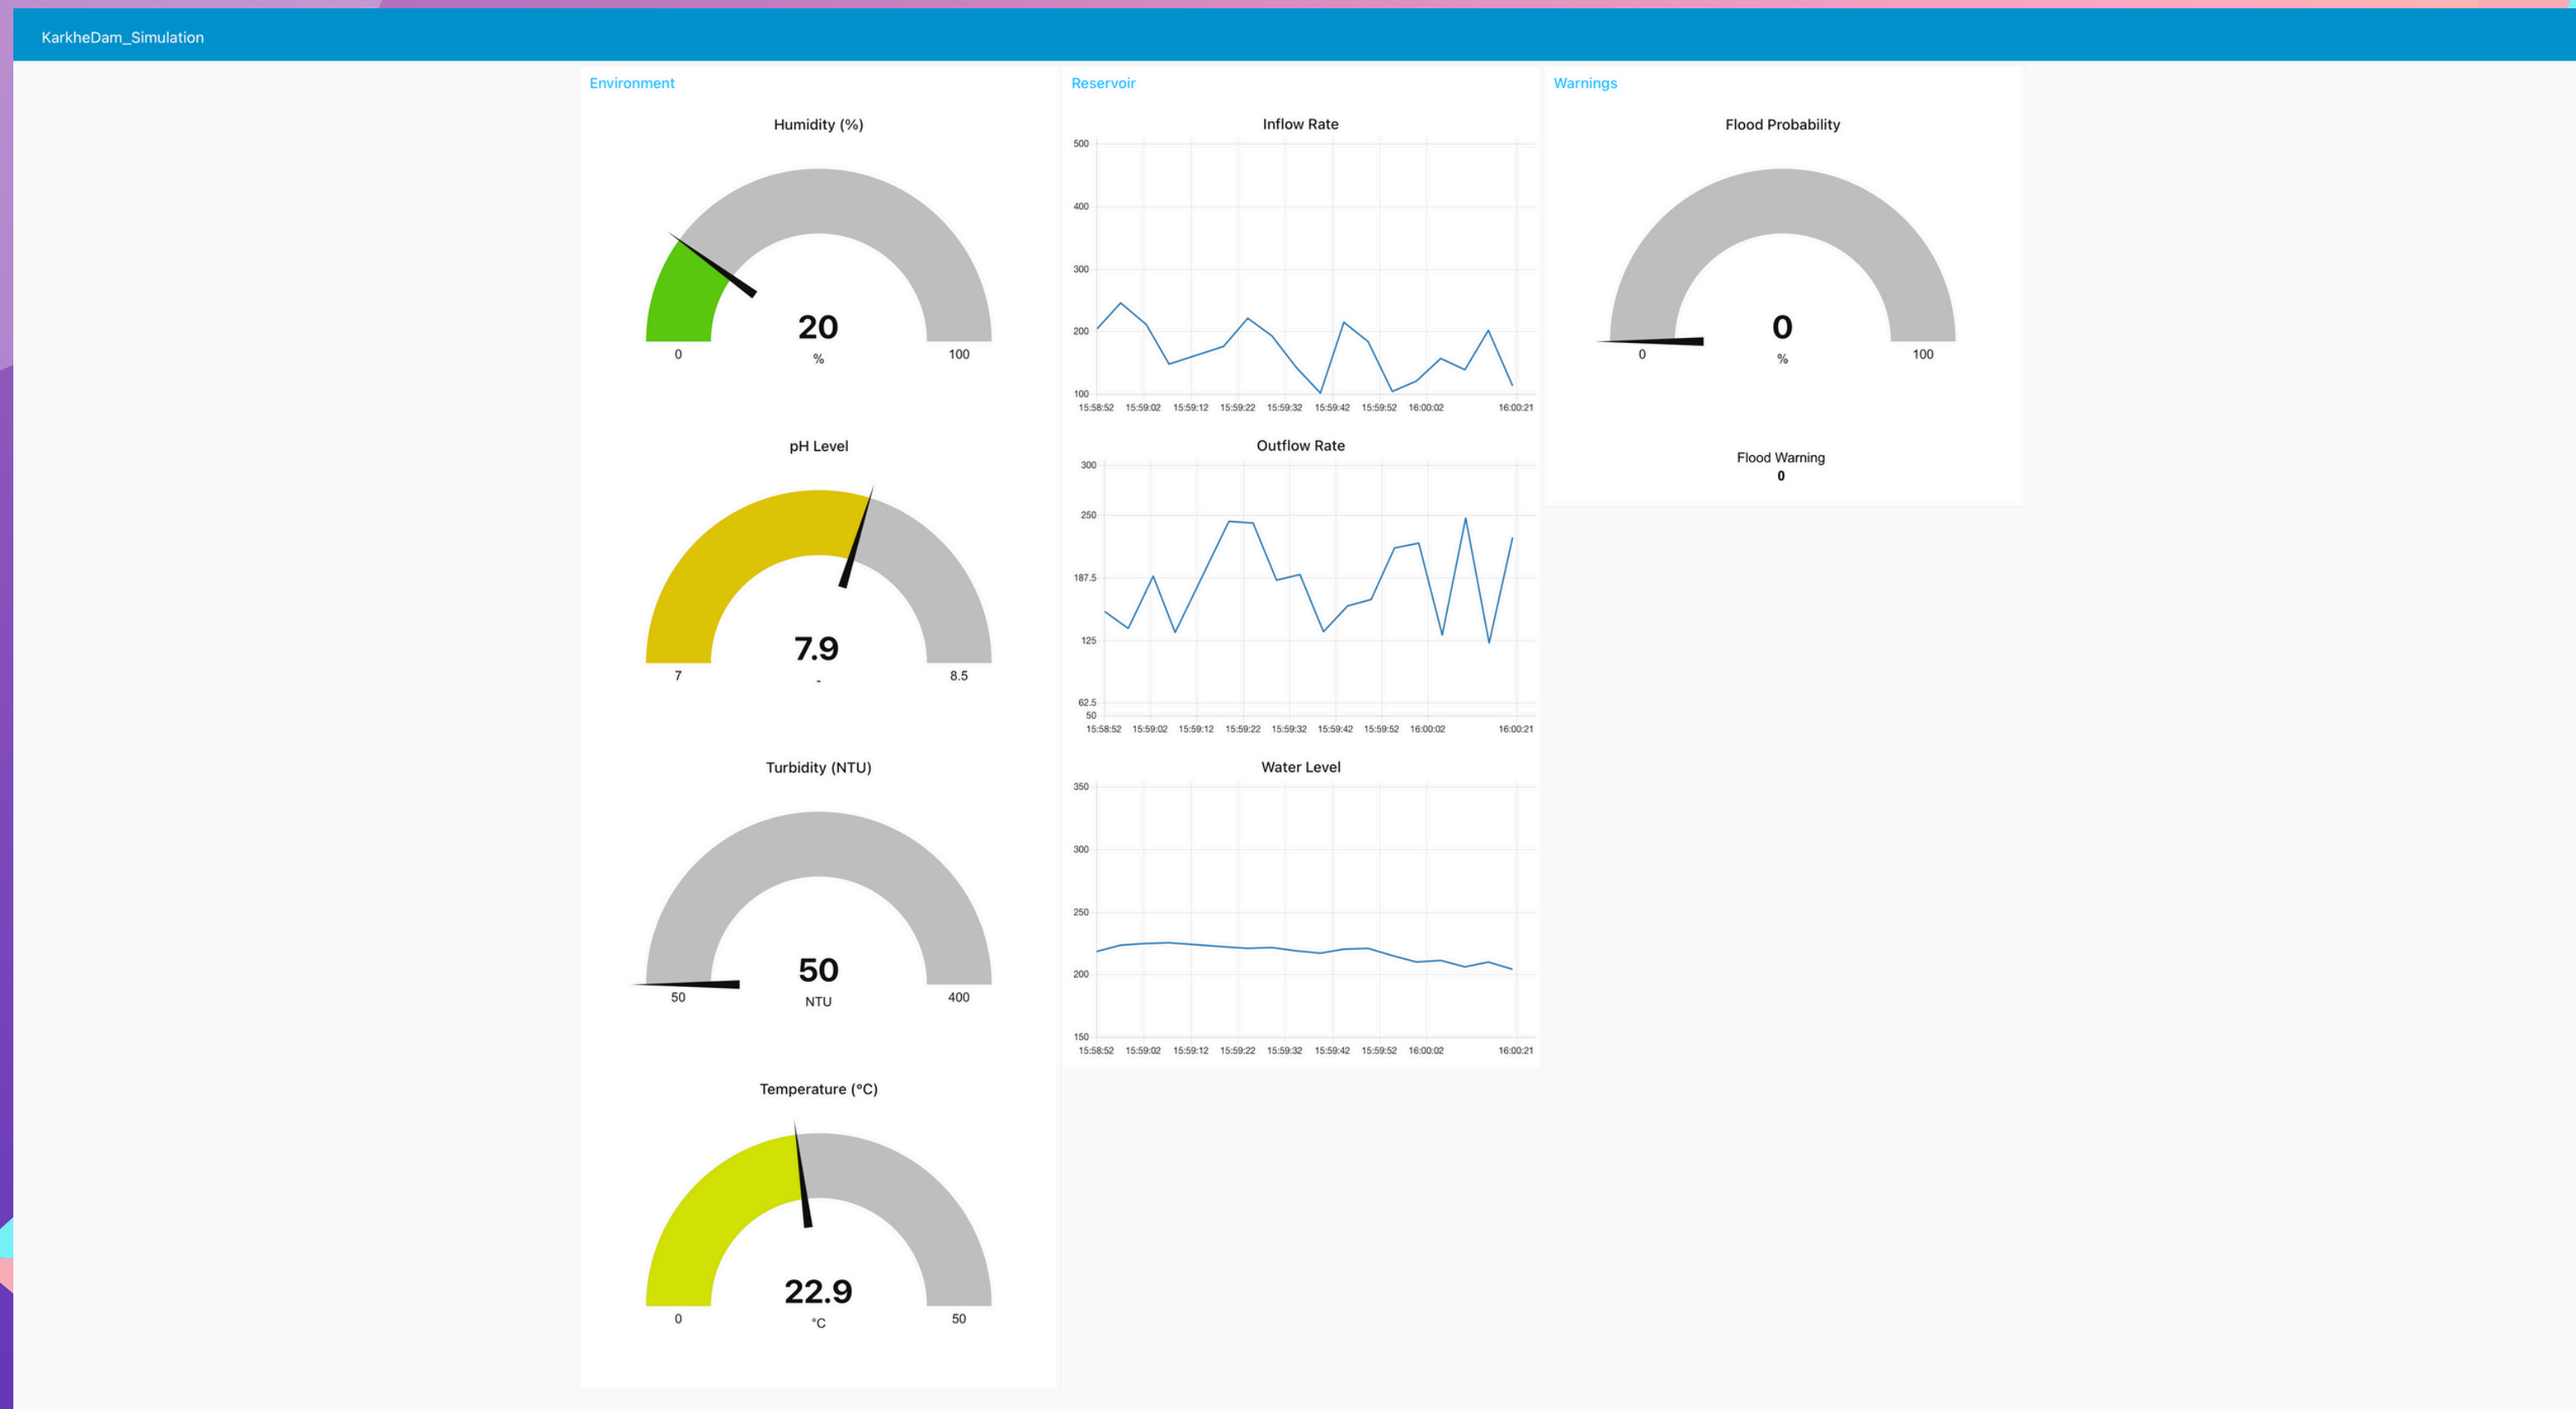 KarkheDam_Simulation
Environment
Humidity (%)
20
%
0
100
pH Level
7.9
-
7
8.5
Turbidity (NTU)
50
NTU
50
400
Temperature (°C)
22.9
°C
0
50
Reservoir
Inflow Rate
500
400
300
200
100
15:58:52 15:59:02 15:59:12 15:59:22 15:59:32 15:59:42 15:59:52 16:00:02 16:00:21
Outflow Rate
300
250
187.5
125
62.5
50
15:58:52 15:59:02 15:59:12 15:59:22 15:59:32 15:59:42 15:59:52 16:00:02 16:00:21
Water Level
350
300
250
200
150
15:58:52 15:59:02 15:59:12 15:59:22 15:59:32 15:59:42 15:59:52 16:00:02 16:00:21
Warnings
Flood Probability
0
%
0
100
Flood Warning
0